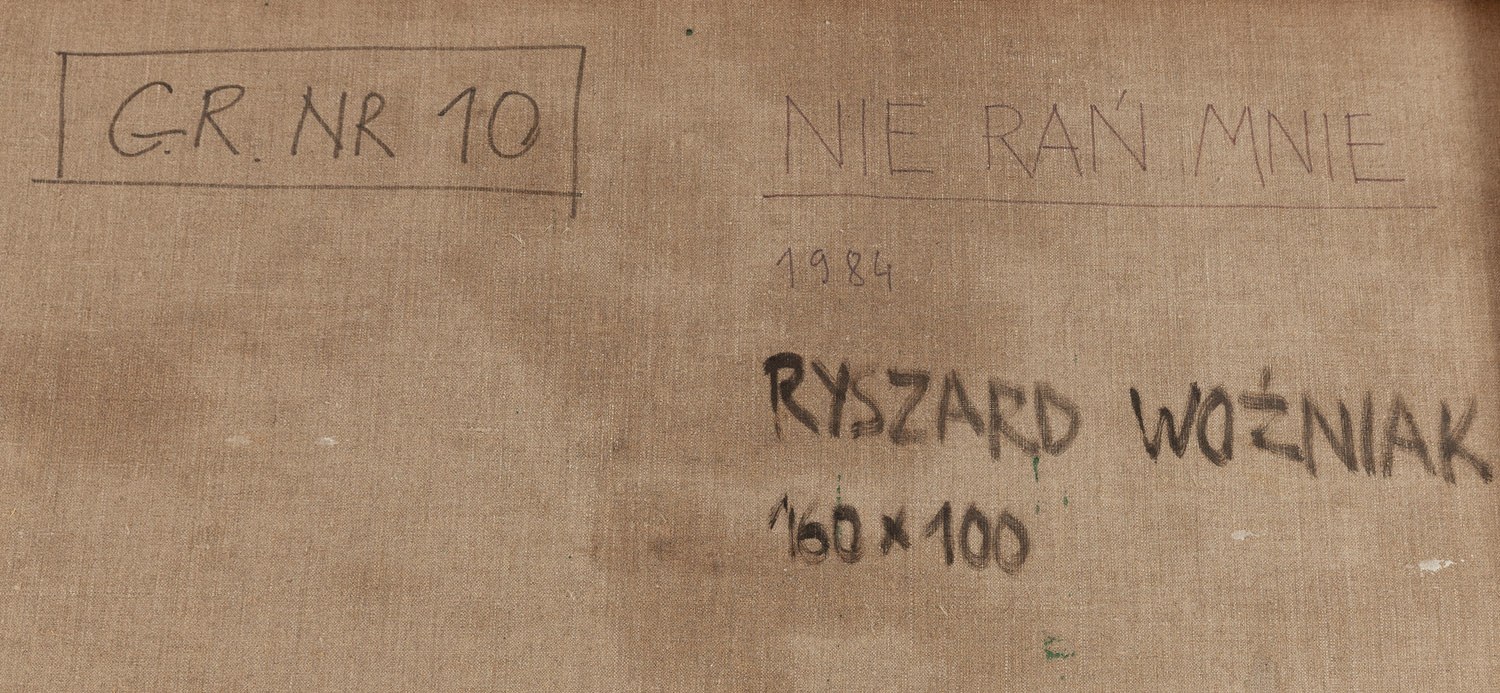 G.R. NR 10
NIE RAŃ MNIE
1984
RYSZARD WOŹNIAK
160 × 100